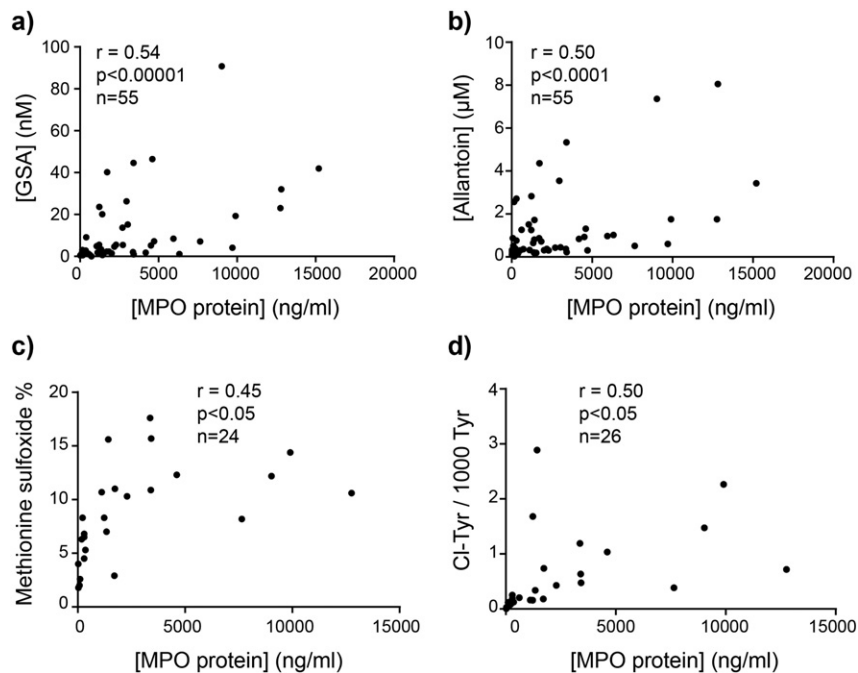 a)
r = 0.54
p<0.00001
n=55
[GSA] (nM)
100
80
60
40
20
0
0 5000 10000 15000 20000
[MPO protein] (ng/ml)
b)
r = 0.50
p<0.0001
n=55
[Allantoin] (µM)
10
8
6
4
2
0
0 5000 10000 15000 20000
[MPO protein] (ng/ml)
c)
r = 0.45
p<0.05
n=24
Methionine sulfoxide %
20
15
10
5
0
0 5000 10000 15000
[MPO protein] (ng/ml)
d)
r = 0.50
p<0.05
n=26
Cl-Tyr / 1000 Tyr
4
3
2
1
0
0 5000 10000 15000
[MPO protein] (ng/ml)